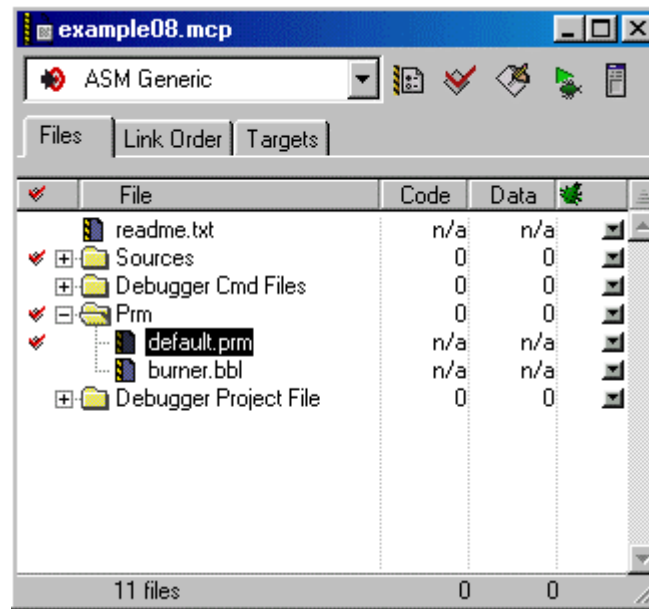 example08.mcp
ASM Generic
Files Link Order Targets
File Code Data
readme.txt n/a n/a
Sources 0 0
Debugger Cmd Files 0 0
Prm 0 0
default.prm n/a n/a
burner.bbl n/a n/a
Debugger Project File 0 0
11 files 0 0